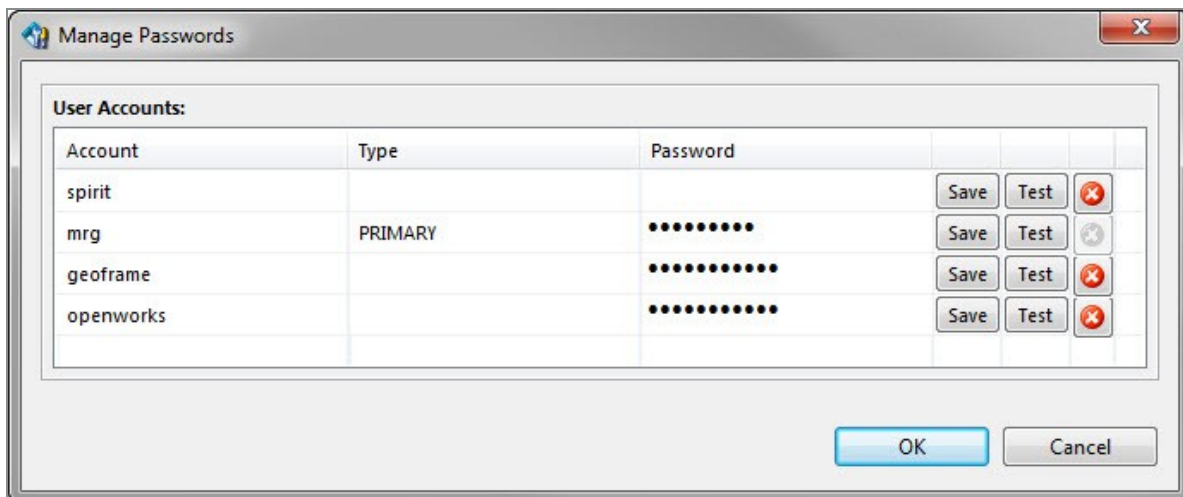 Manage Passwords
User Accounts:
Account Type Password
spirit Save Test
mrg PRIMARY ••••••••• Save Test
geoframe ••••••••••• Save Test
openworks ••••••••••• Save Test
OK Cancel